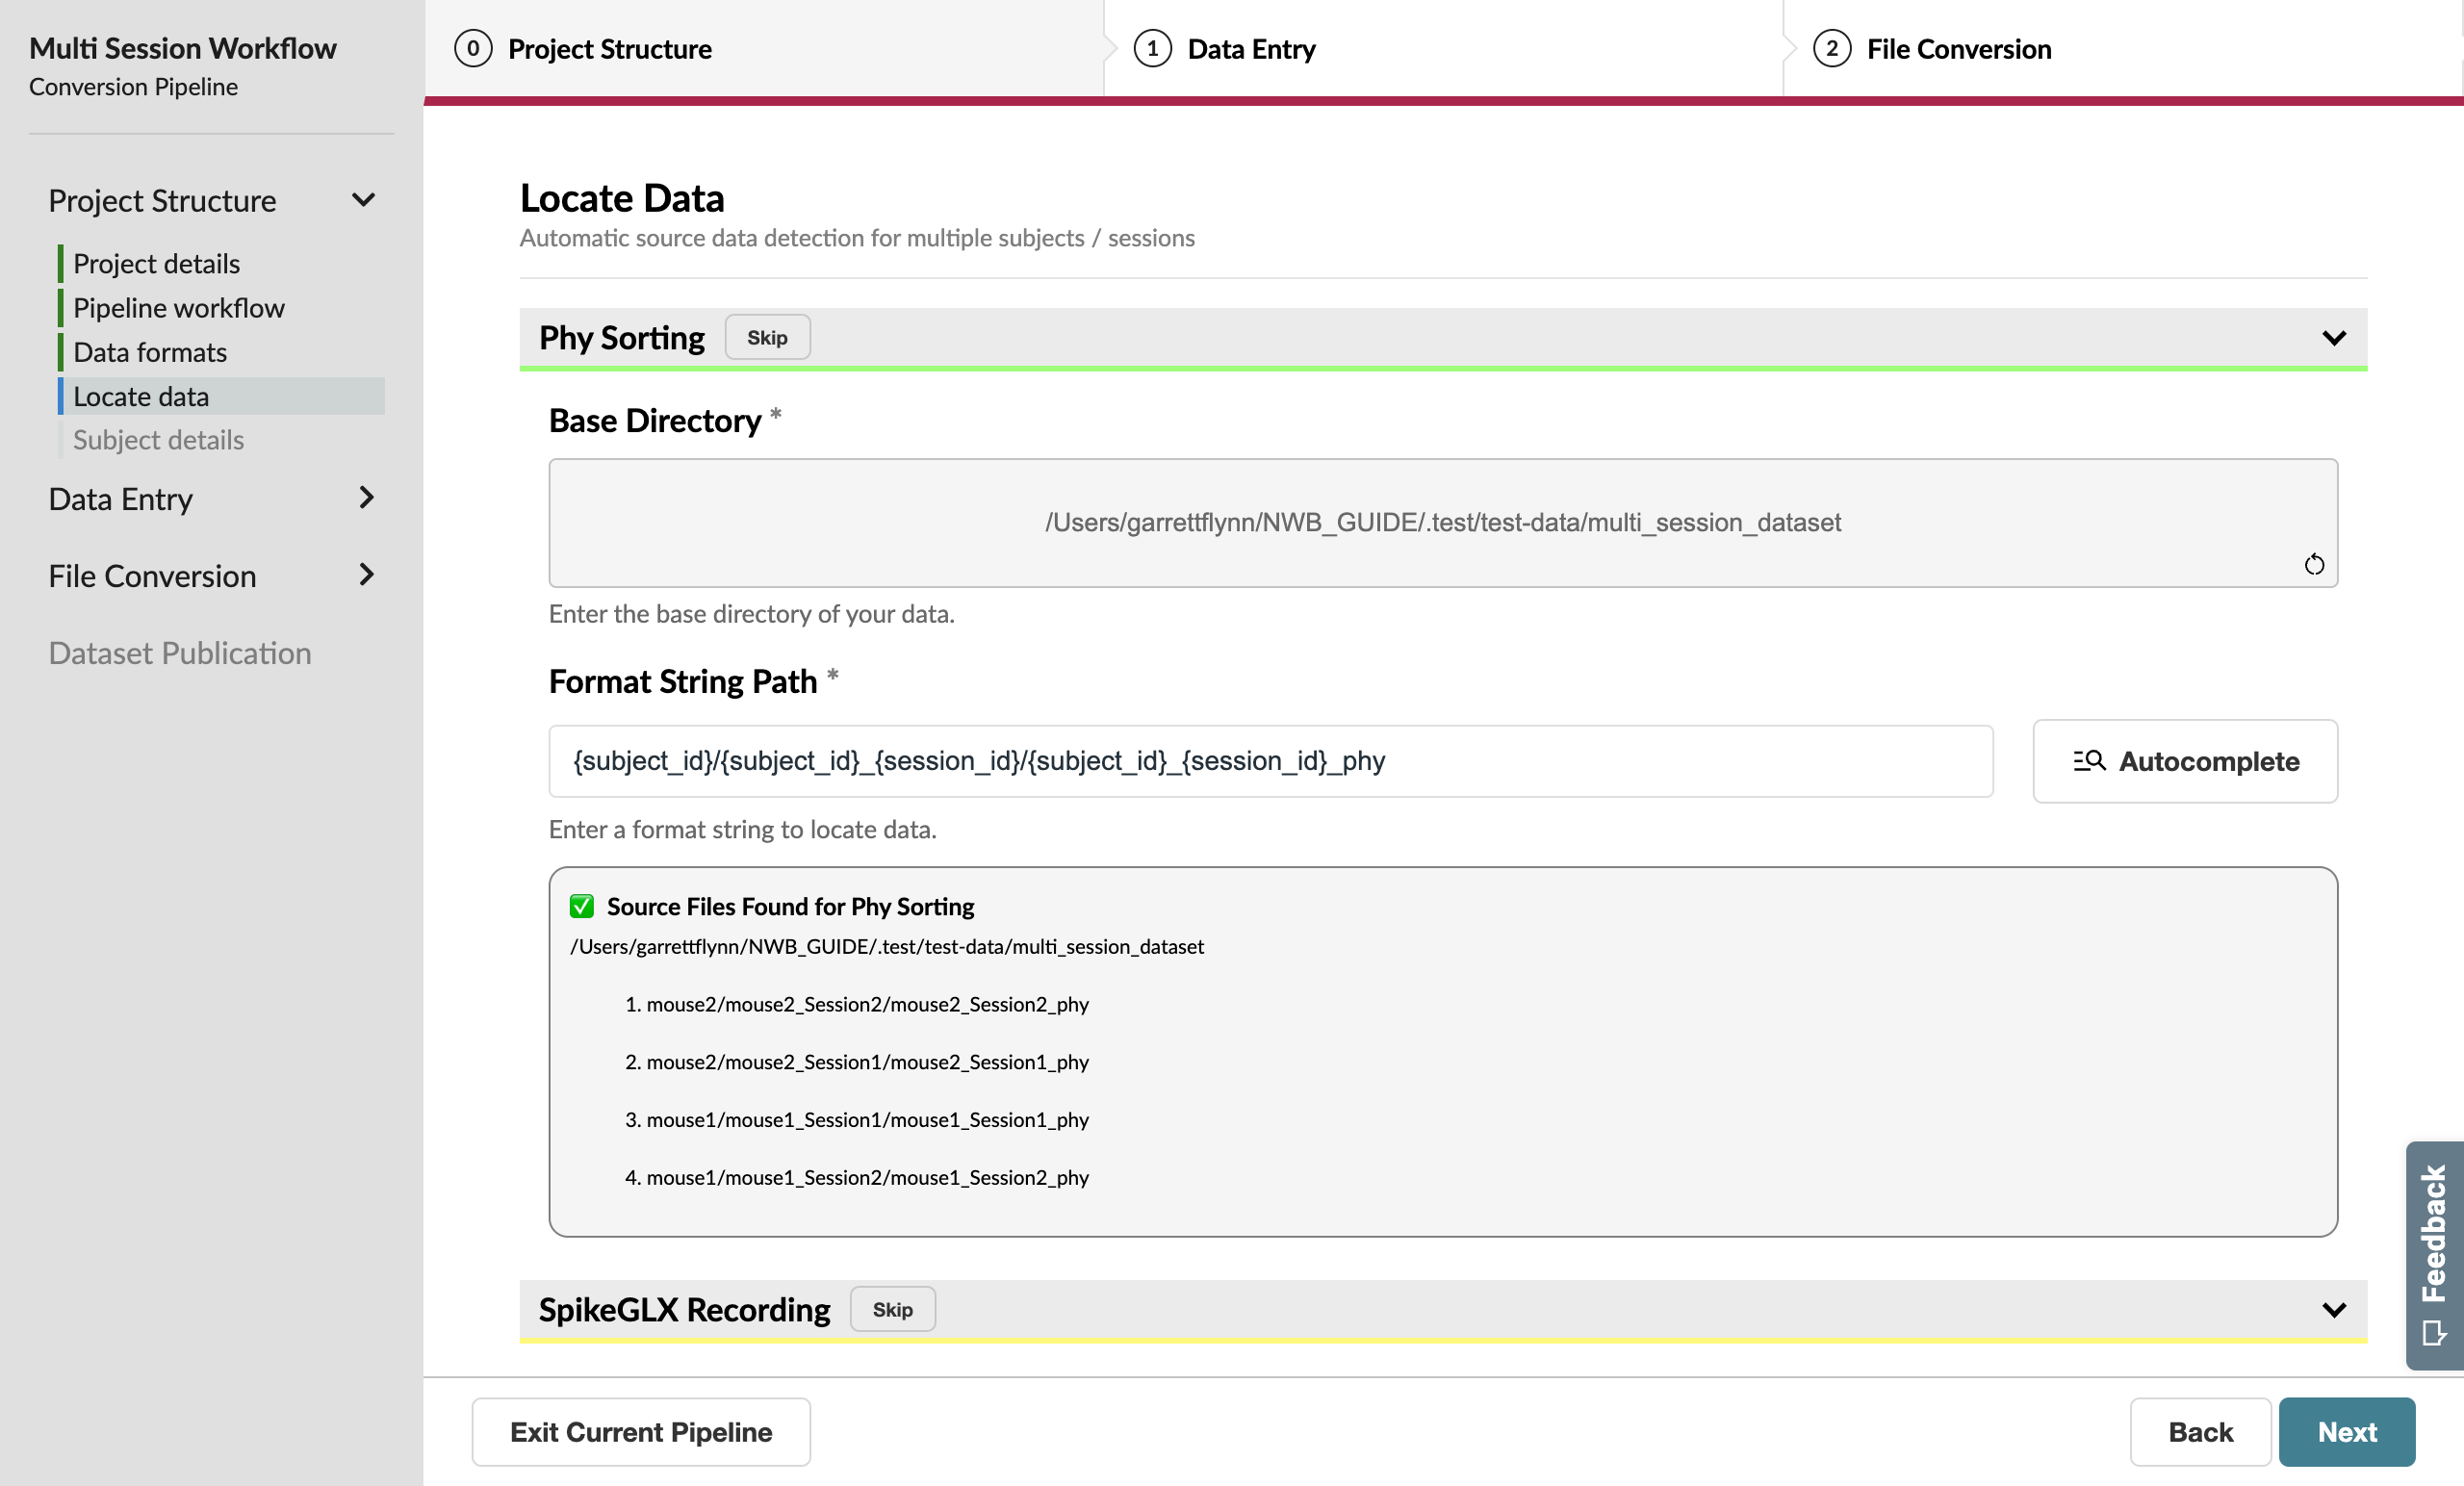 Multi Session Workflow
Conversion Pipeline
Project Structure
Project details
Pipeline workflow
Data formats
Locate data
Subject details
Data Entry
File Conversion
Dataset Publication
0 Project Structure
1 Data Entry
2 File Conversion
Locate Data
Automatic source data detection for multiple subjects / sessions
Phy Sorting Skip
Base Directory *
/Users/garrettflynn/NWB_GUIDE/.test/test-data/multi_session_dataset
Enter the base directory of your data.
Format String Path *
{subject_id}/{subject_id}_{session_id}/{subject_id}_{session_id}_phy
Autocomplete
Enter a format string to locate data.
✅ Source Files Found for Phy Sorting
/Users/garrettflynn/NWB_GUIDE/.test/test-data/multi_session_dataset
1. mouse2/mouse2_Session2/mouse2_Session2_phy
2. mouse2/mouse2_Session1/mouse2_Session1_phy
3. mouse1/mouse1_Session1/mouse1_Session1_phy
4. mouse1/mouse1_Session2/mouse1_Session2_phy
SpikeGLX Recording Skip
Feedback
Exit Current Pipeline
Back
Next